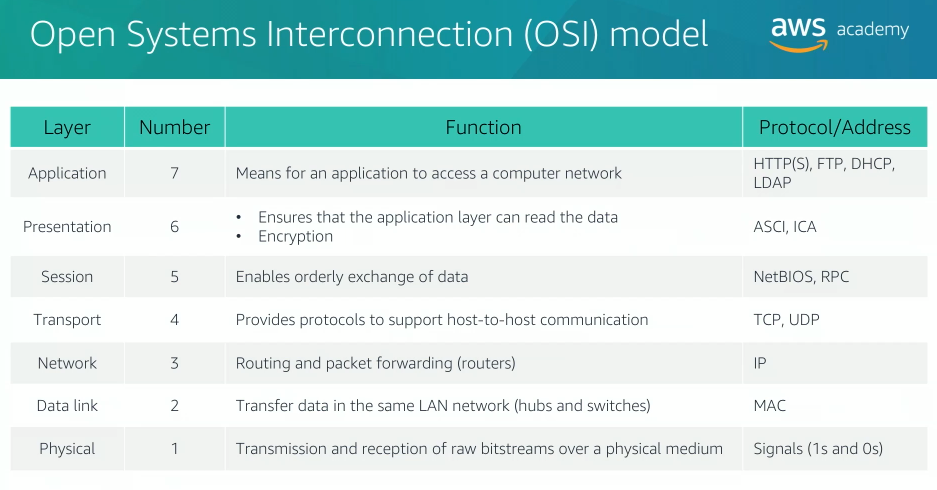 Open Systems Interconnection (OSI) model
aws academy
Layer Number Function Protocol/Address
Application 7 Means for an application to access a computer network HTTP(S), FTP, DHCP,
LDAP
Presentation 6 • Ensures that the application layer can read the data
• Encryption ASCI, ICA
Session 5 Enables orderly exchange of data NetBIOS, RPC
Transport 4 Provides protocols to support host-to-host communication TCP, UDP
Network 3 Routing and packet forwarding (routers) IP
Data link 2 Transfer data in the same LAN network (hubs and switches) MAC
Physical 1 Transmission and reception of raw bitstreams over a physical medium Signals (1s and 0s)